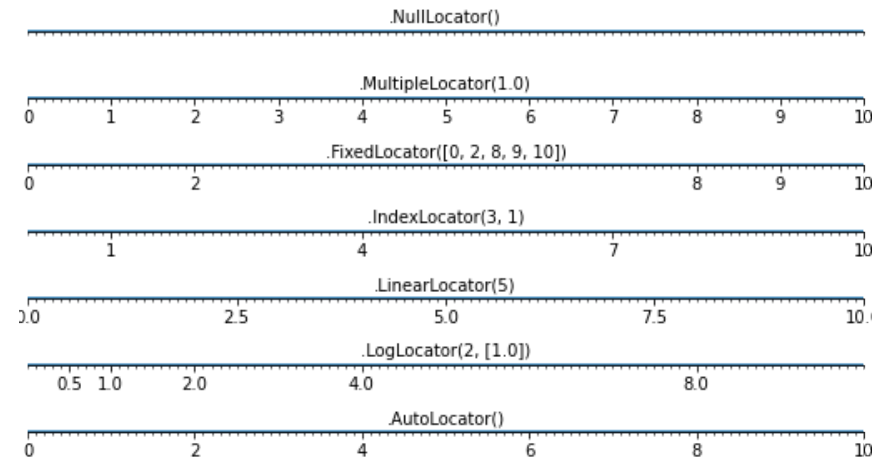 .NullLocator()
.MultipleLocator(1.0)
0 1 2 3 4 5 6 7 8 9 10
.FixedLocator([0, 2, 8, 9, 10])
0 2 8 9 10
.IndexLocator(3, 1)
1 4 7 10
.LinearLocator(5)
0.0 2.5 5.0 7.5 10.
.LogLocator(2, [1.0])
0.5 1.0 2.0 4.0 8.0
.AutoLocator()
0 2 4 6 8 10